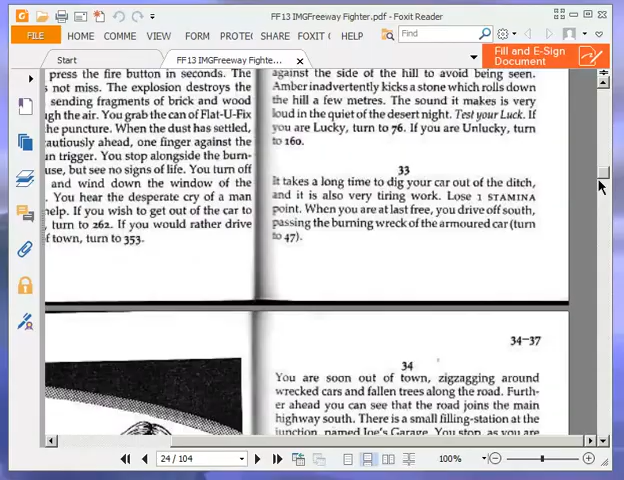 FF13 IMGFreeway Fighter.pdf - Foxit Reader
FILE HOME COMME VIEW FORM PROTE SHARE FOXIT C HELP Find
Start FF13 IMGFreeway Fighte... Fill and E-Sign
Document
press the fire button in seconds. The
not miss. The explosion destroys the
sending fragments of brick and wood
gh the air. You grab the can of Flat-U-Fix
he puncture. When the dust has settled,
autiously ahead, one finger against the
n trigger. You stop alongside the burn-
use, but see no signs of life. You turn off
and wind down the window of the
. You hear the desperate cry of a man
help. If you wish to get out of the car to
, turn to 262. If you would rather drive
f town, turn to 353.
against the side of the hill to avoid being seen.
Amber inadvertently kicks a stone which rolls down
the hill a few metres. The sound it makes is very
loud in the quiet of the desert night. Test your Luck. If
you are Lucky, turn to 76. If you are Unlucky, turn
to 160.
33
It takes a long time to dig your car out of the ditch,
and it is also very tiring work. Lose 1 STAMINA
point. When you are at last free, you drive off south,
passing the burning wreck of the armoured car (turn
to 47).
34-37
34
You are soon out of town, zigzagging around
wrecked cars and fallen trees along the road. Furth-
er ahead you can see that the road joins the main
highway south. There is a small filling-station at the
junction, named Joe's Garage. You stop, as you are
24 / 104 100%